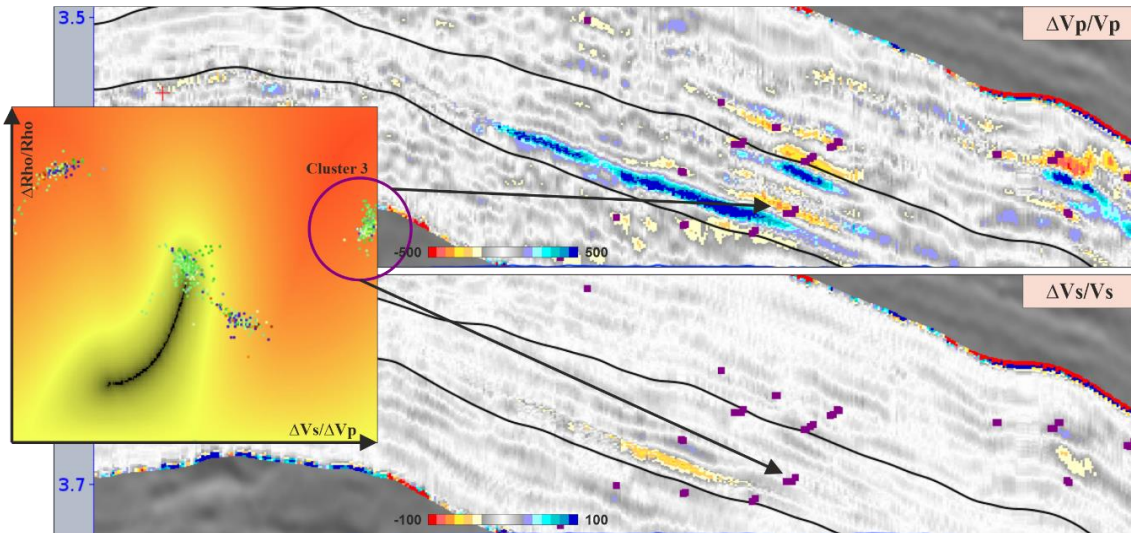 3.5
ΔVp/Vp
ΔRho/Rho
Cluster 3
-500 500
ΔVs/Vs
ΔVs/ΔVp
3.7
-100 100